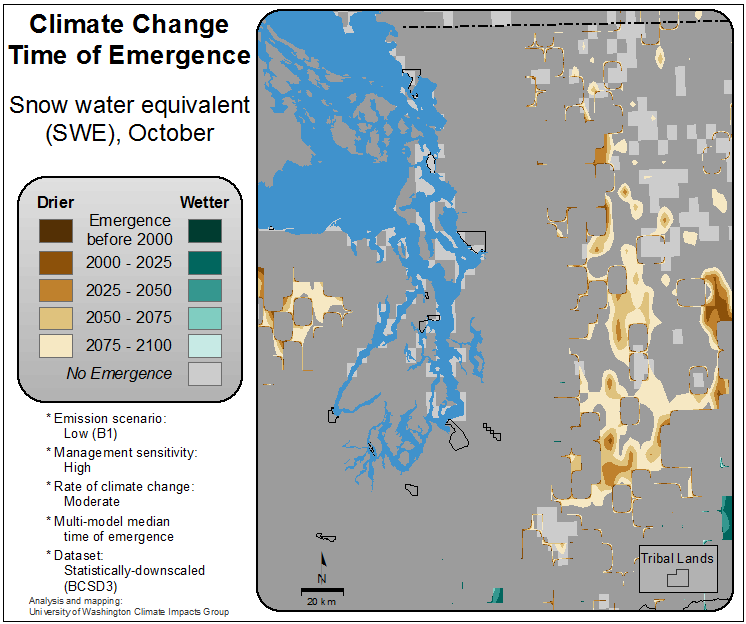 Climate Change
Time of Emergence
Snow water equivalent
(SWE), October
Drier Wetter
Emergence
before 2000
2000 - 2025
2025 - 2050
2050 - 2075
2075 - 2100
No Emergence
* Emission scenario:
Low (B1)
* Management sensitivity:
High
* Rate of climate change:
Moderate
* Multi-model median
time of emergence
* Dataset:
Statistically-downscaled
(BCSD3)
Analysis and mapping:
University of Washington Climate Impacts Group
N
20 km
Tribal Lands